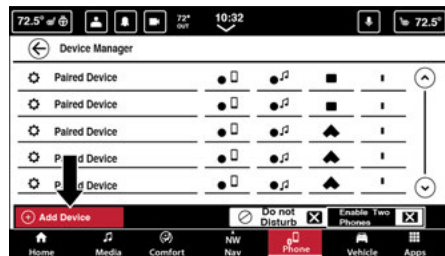 72.5° 72° OUT 10:32 72.5°
Device Manager
Paired Device
Paired Device
Paired Device
P d Device
P d Device
Add Device Do not Disturb Enable Two Phones
Home Media Comfort NW Nav Phone Vehicle Apps